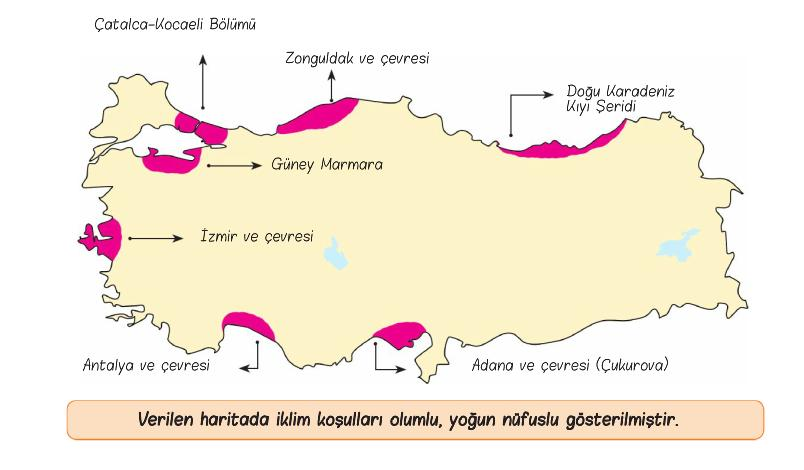 Çatalca-Kocaeli Bölümü
Zonguldak ve çevresi
Doğu Karadeniz
Kıyı Şeridi
Güney Marmara
İzmir ve çevresi
Antalya ve çevresi
Adana ve çevresi (Çukurova)
Verilen haritada iklim koşulları olumlu, yoğun nüfuslu gösterilmiştir.